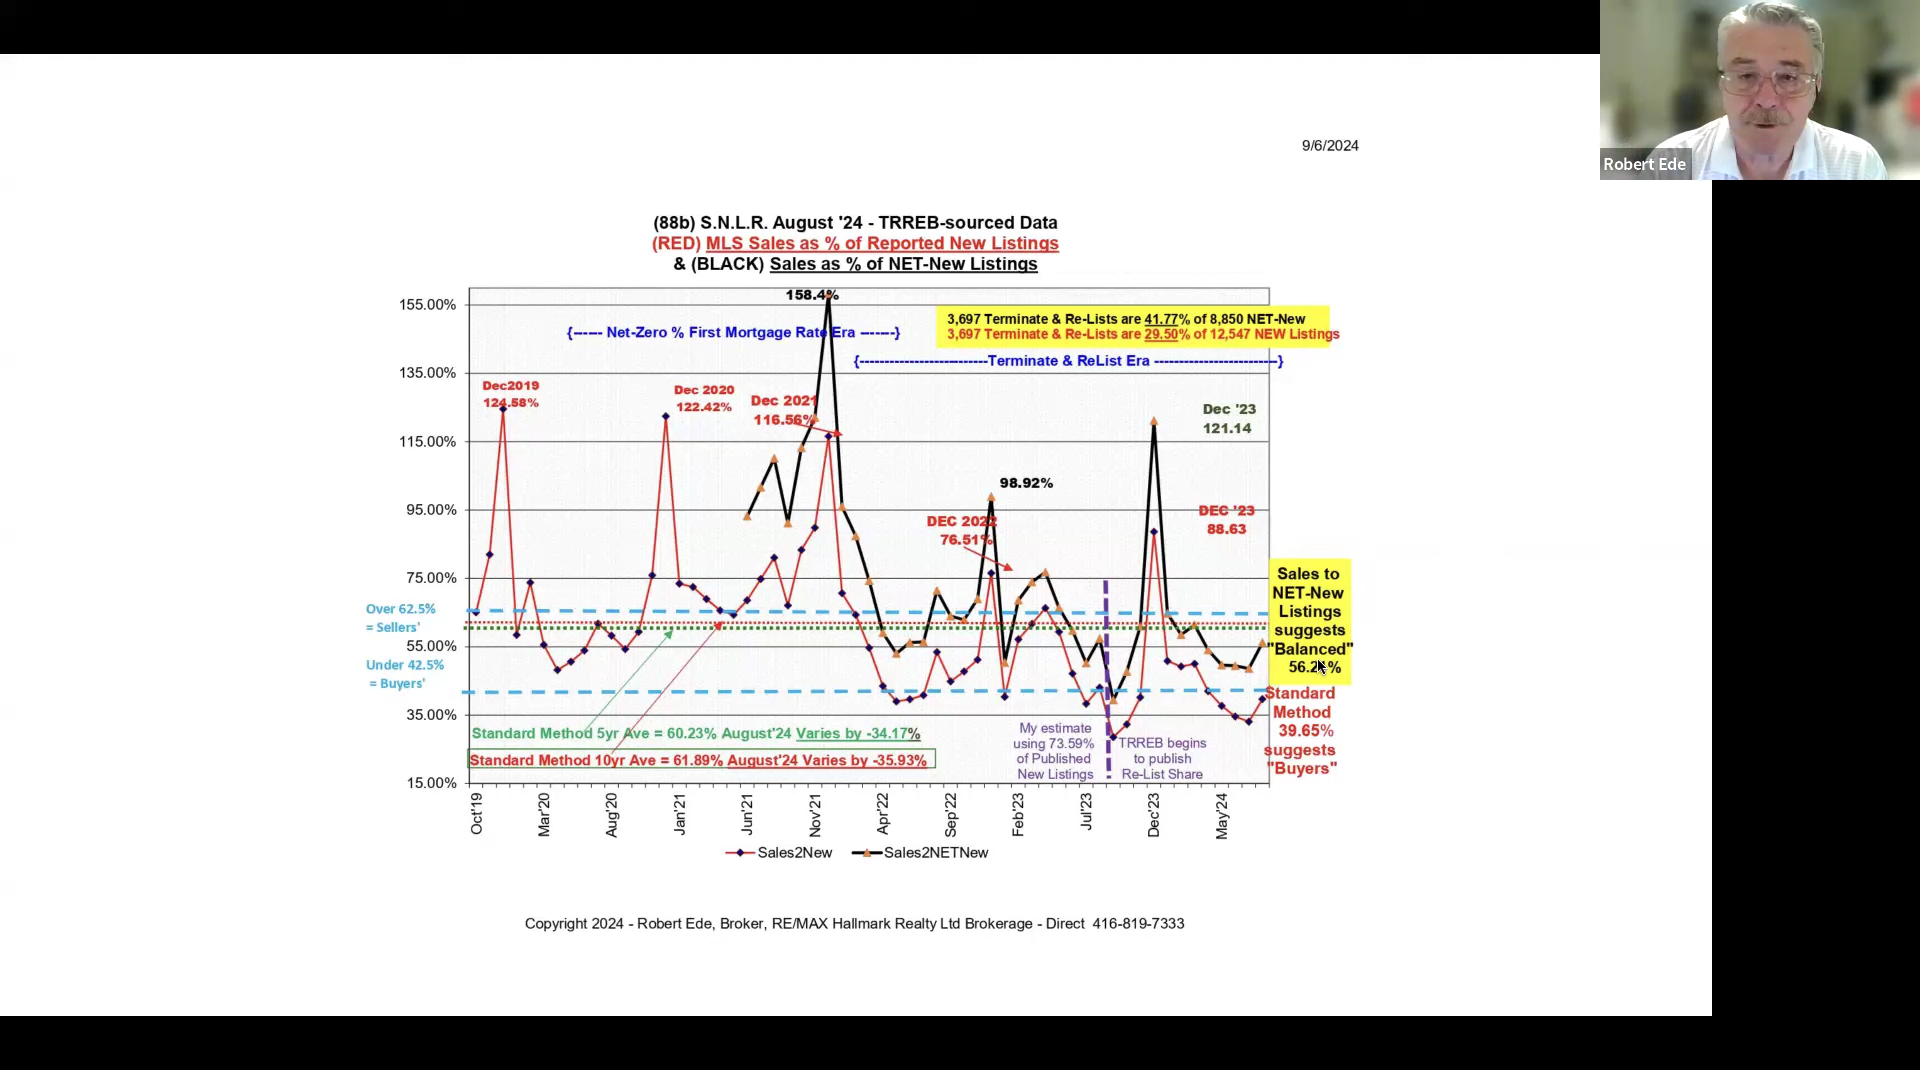 Robert Ede
9/6/2024
(88b) S.N.L.R. August '24 - TRREB-sourced Data
(RED) MLS Sales as % of Reported New Listings
& (BLACK) Sales as % of NET-New Listings
158.4%
3,697 Terminate & Re-Lists are 41.77% of 8,850 NET-New
3,697 Terminate & Re-Lists are 29.50% of 12,547 NEW Listings
{------ Net-Zero % First Mortgage Rate Era -------}
{--------------------------Terminate & ReList Era -------------------------}
155.00%
135.00%
115.00%
95.00%
75.00%
55.00%
35.00%
15.00%
Dec2019
124.58%
Dec 2020
122.42%
Dec 2021
116.56%
98.92%
DEC 2022
76.51%
Dec '23
121.14
DEC '23
88.63
Over 62.5%
= Sellers'
Under 42.5%
= Buyers'
Sales to
NET-New
Listings
suggests
"Balanced"
Standard
Method
39.65%
suggests
"Buyers"
Standard Method 5yr Ave = 60.23% August'24 Varies by -34.17%
Standard Method 10yr Ave = 61.89% August'24 Varies by -35.93%
My estimate
using 73.59%
of Published
New Listings
TRREB begins
to publish
Re-List Share
Oct'19
Mar'20
Aug'20
Jan'21
Jun'21
Nov'21
Apr'22
Sep'22
Feb'23
Jul'23
Dec'23
May'24
Sales2New
Sales2NETNew
Copyright 2024 - Robert Ede, Broker, RE/MAX Hallmark Realty Ltd Brokerage - Direct 416-819-7333